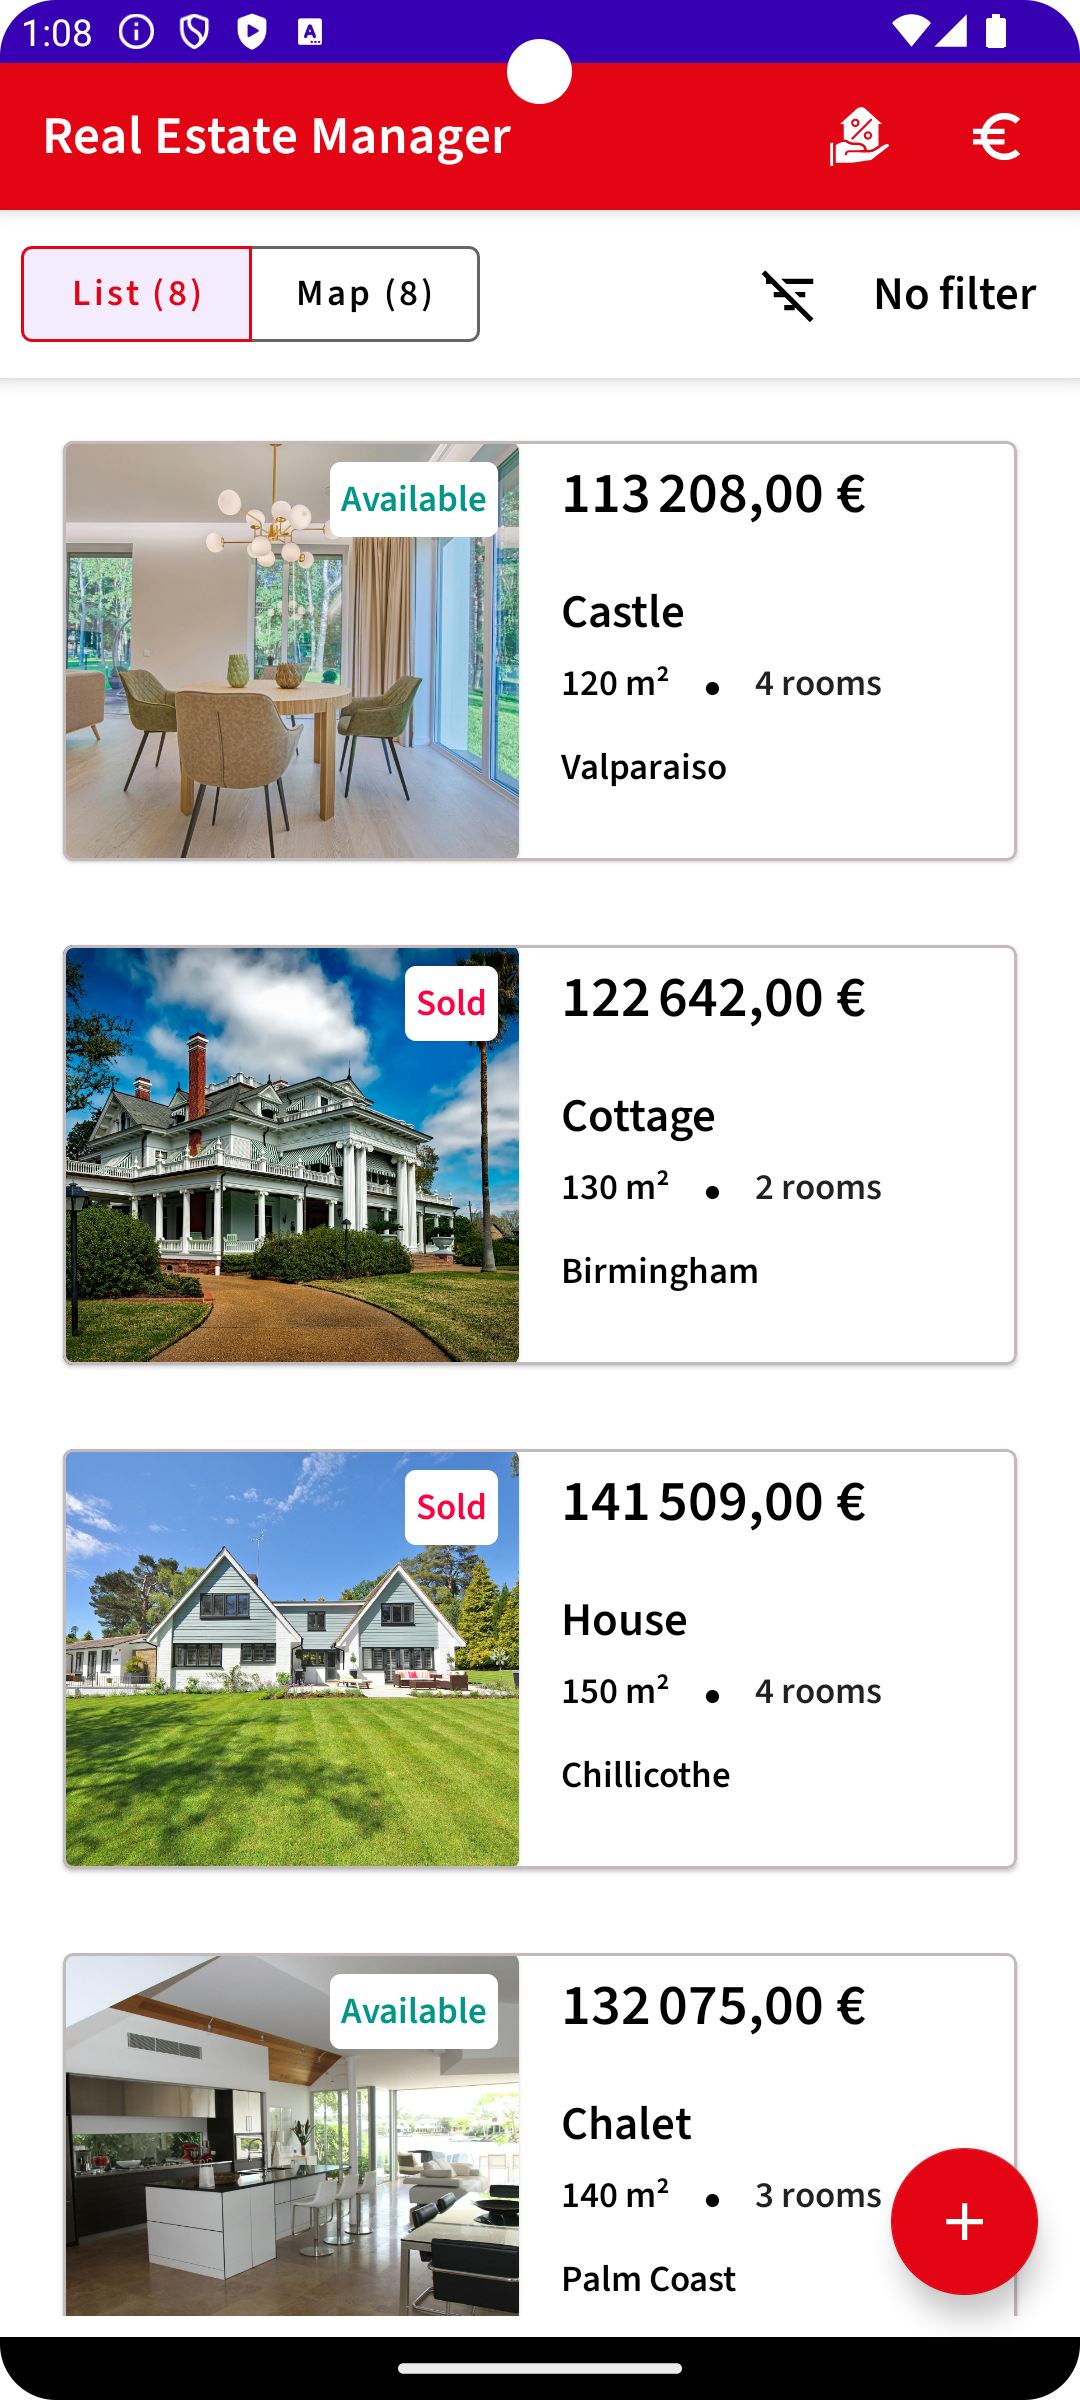 1:08
Real Estate Manager
€
List (8)
Map (8)
No filter
Available
113 208,00 €
Castle
120 m² ● 4 rooms
Valparaiso
Sold
122 642,00 €
Cottage
130 m² ● 2 rooms
Birmingham
Sold
141 509,00 €
House
150 m² ● 4 rooms
Chillicothe
Available
132 075,00 €
Chalet
140 m² ● 3 rooms
Palm Coast
+